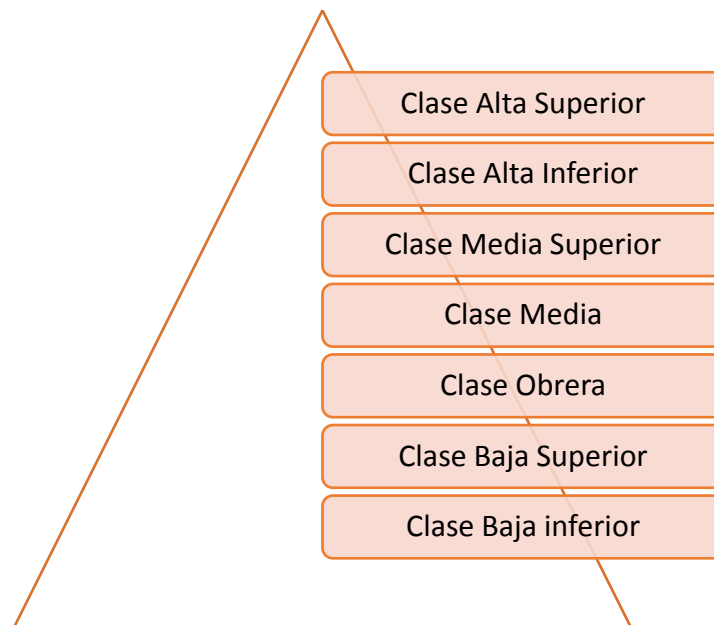 Clase Alta Superior
Clase Alta Inferior
Clase Media Superior
Clase Media
Clase Obrera
Clase Baja Superior
Clase Baja inferior